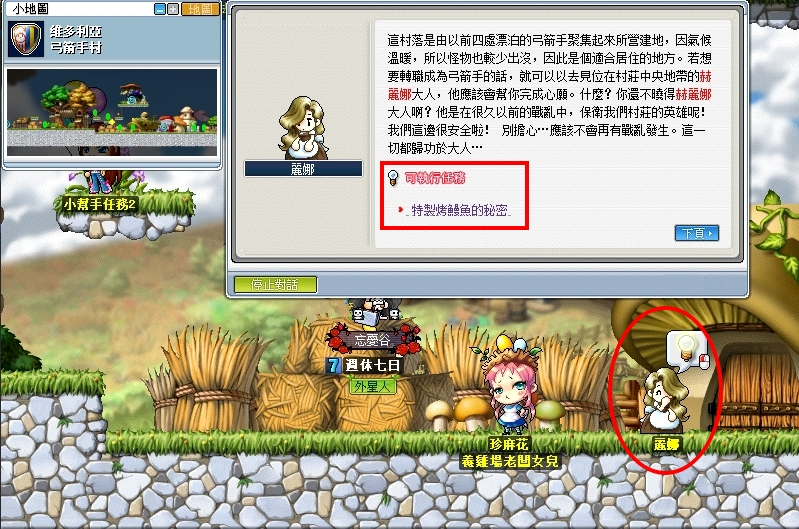 小地圖
地圖
維多利亞
弓箭手村
這村落是由以前四處漂泊的弓箭手聚集起來所營建地，因氣候
溫暖，所以怪物也較少出沒，因此是個適合居住的地方。若想
要轉職成為弓箭手的話，就可以以去見位在村莊中央地帶的赫
麗娜大人，他應該會幫你完成心願。什麼？你還不曉得赫麗娜
大人啊？他是在很久以前的戰亂中，保衛我們村莊的英雄呢！
我們這邊很安全啦！ 別擔心…應該不會再有戰亂發生。這一
切都歸功於大人…
麗娜
可執行任務
特製烤鰻魚的秘密
下頁
停止對話
小幫手任務2
忘憂谷
7 週休七日
外星人
珍麻花
養雞場老闆女兒
麗娜